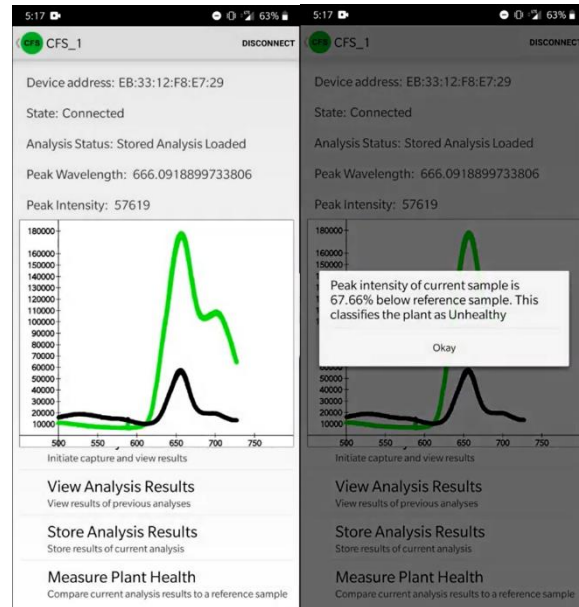 5:17 63%
CFS CFS_1 DISCONNECT
Device address: EB:33:12:F8:E7:29
State: Connected
Analysis Status: Stored Analysis Loaded
Peak Wavelength: 666.0918899733806
Peak Intensity: 57619
180000
160000
150000
140000
130000
120000
110000
100000
90000
80000
70000
60000
50000
40000
30000
20000
10000
500 550 600 650 700 750
Initiate capture and view results
View Analysis Results
View results of previous analyses
Store Analysis Results
Store results of current analysis
Measure Plant Health
Compare current analysis results to a reference sample
5:17 63%
CFS CFS_1 DISCONNECT
Device address: EB:33:12:F8:E7:29
State: Connected
Analysis Status: Stored Analysis Loaded
Peak Wavelength: 666.0918899733806
Peak Intensity: 57619
180000
160000
Peak intensity of current sample is
67.66% below reference sample. This
classifies the plant as Unhealthy
Okay
50000
40000
30000
20000
10000
500 550 600 650 700 750
Initiate capture and view results
View Analysis Results
View results of previous analyses
Store Analysis Results
Store results of current analysis
Measure Plant Health
Compare current analysis results to a reference sample